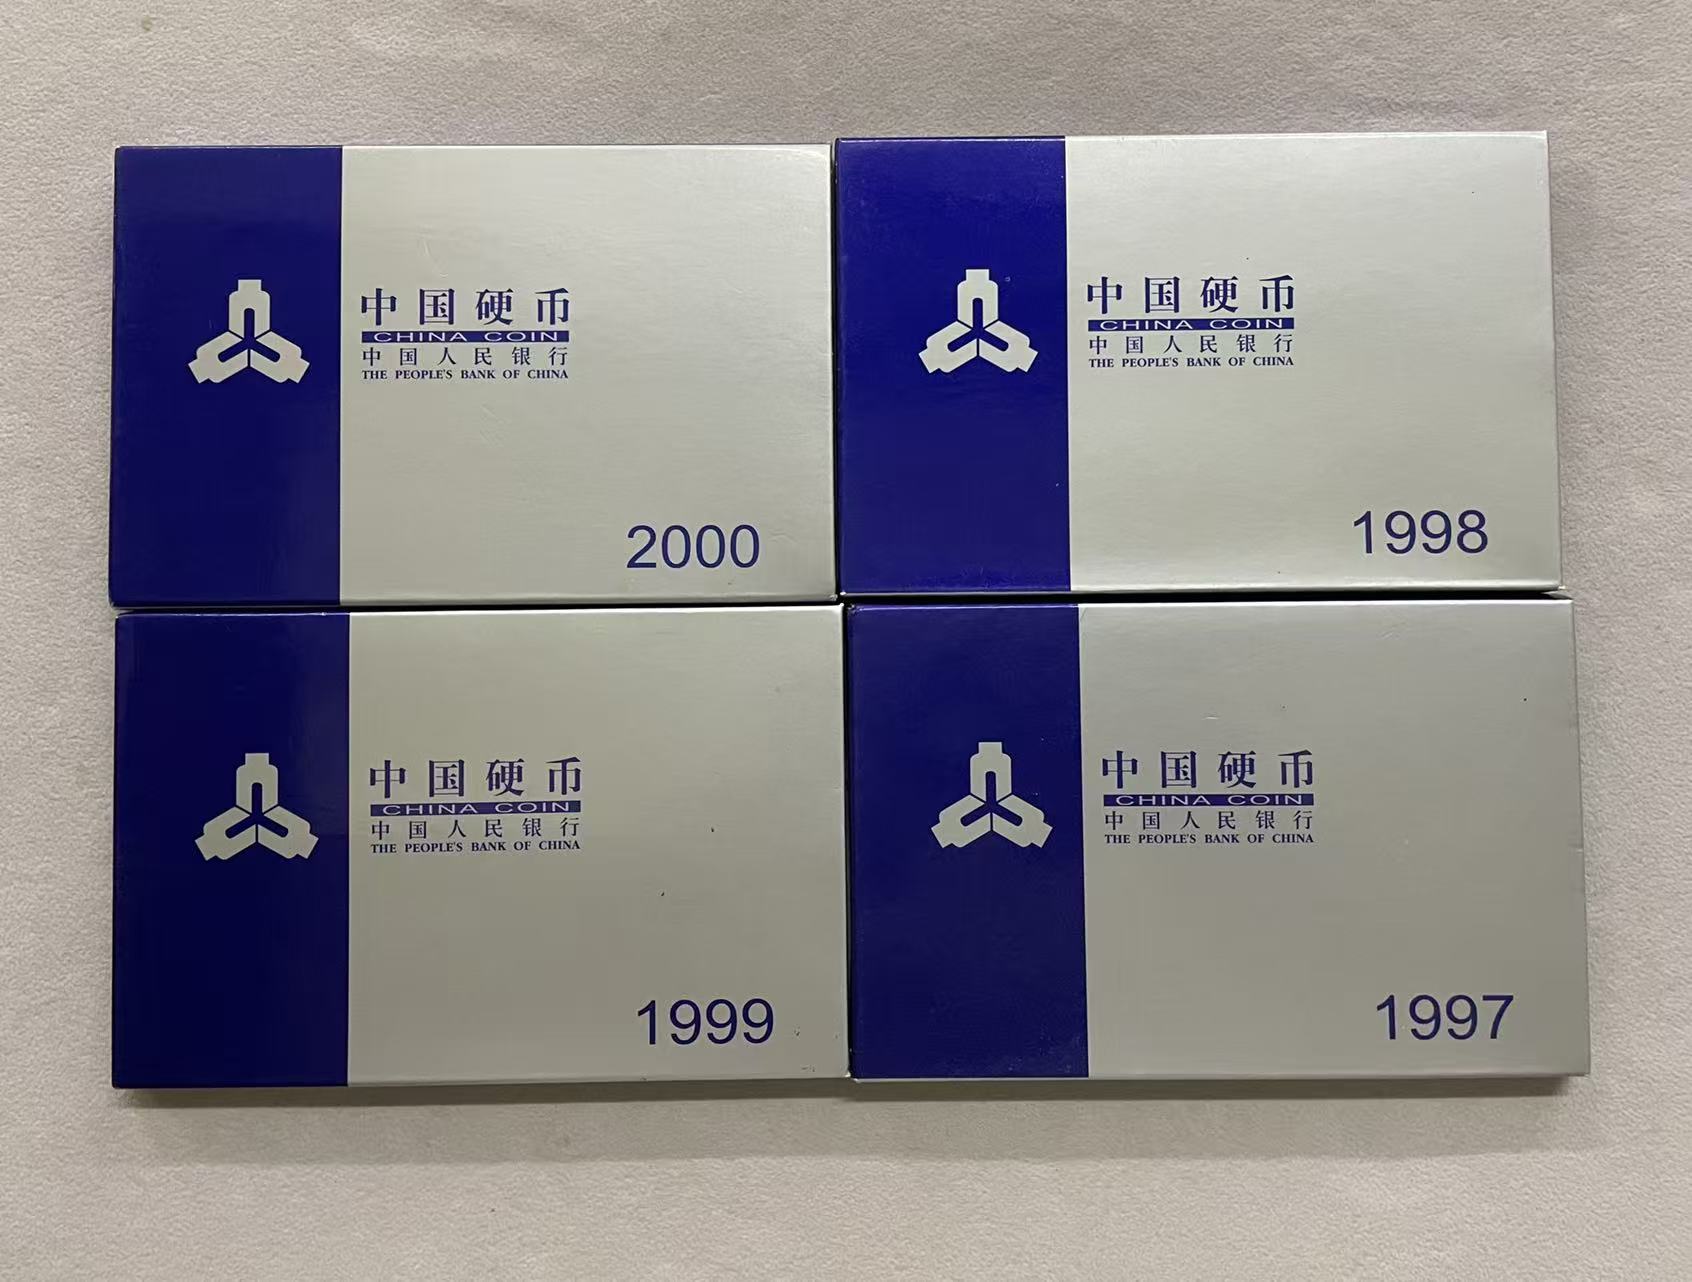 中国硬币
CHINA COIN
中国人民银行
THE PEOPLE'S BANK OF CHINA
2000
中国硬币
CHINA COIN
中国人民银行
THE PEOPLE'S BANK OF CHINA
1998
中国硬币
CHINA COIN
中国人民银行
THE PEOPLE'S BANK OF CHINA
1999
中国硬币
CHINA COIN
中国人民银行
THE PEOPLE'S BANK OF CHINA
1997